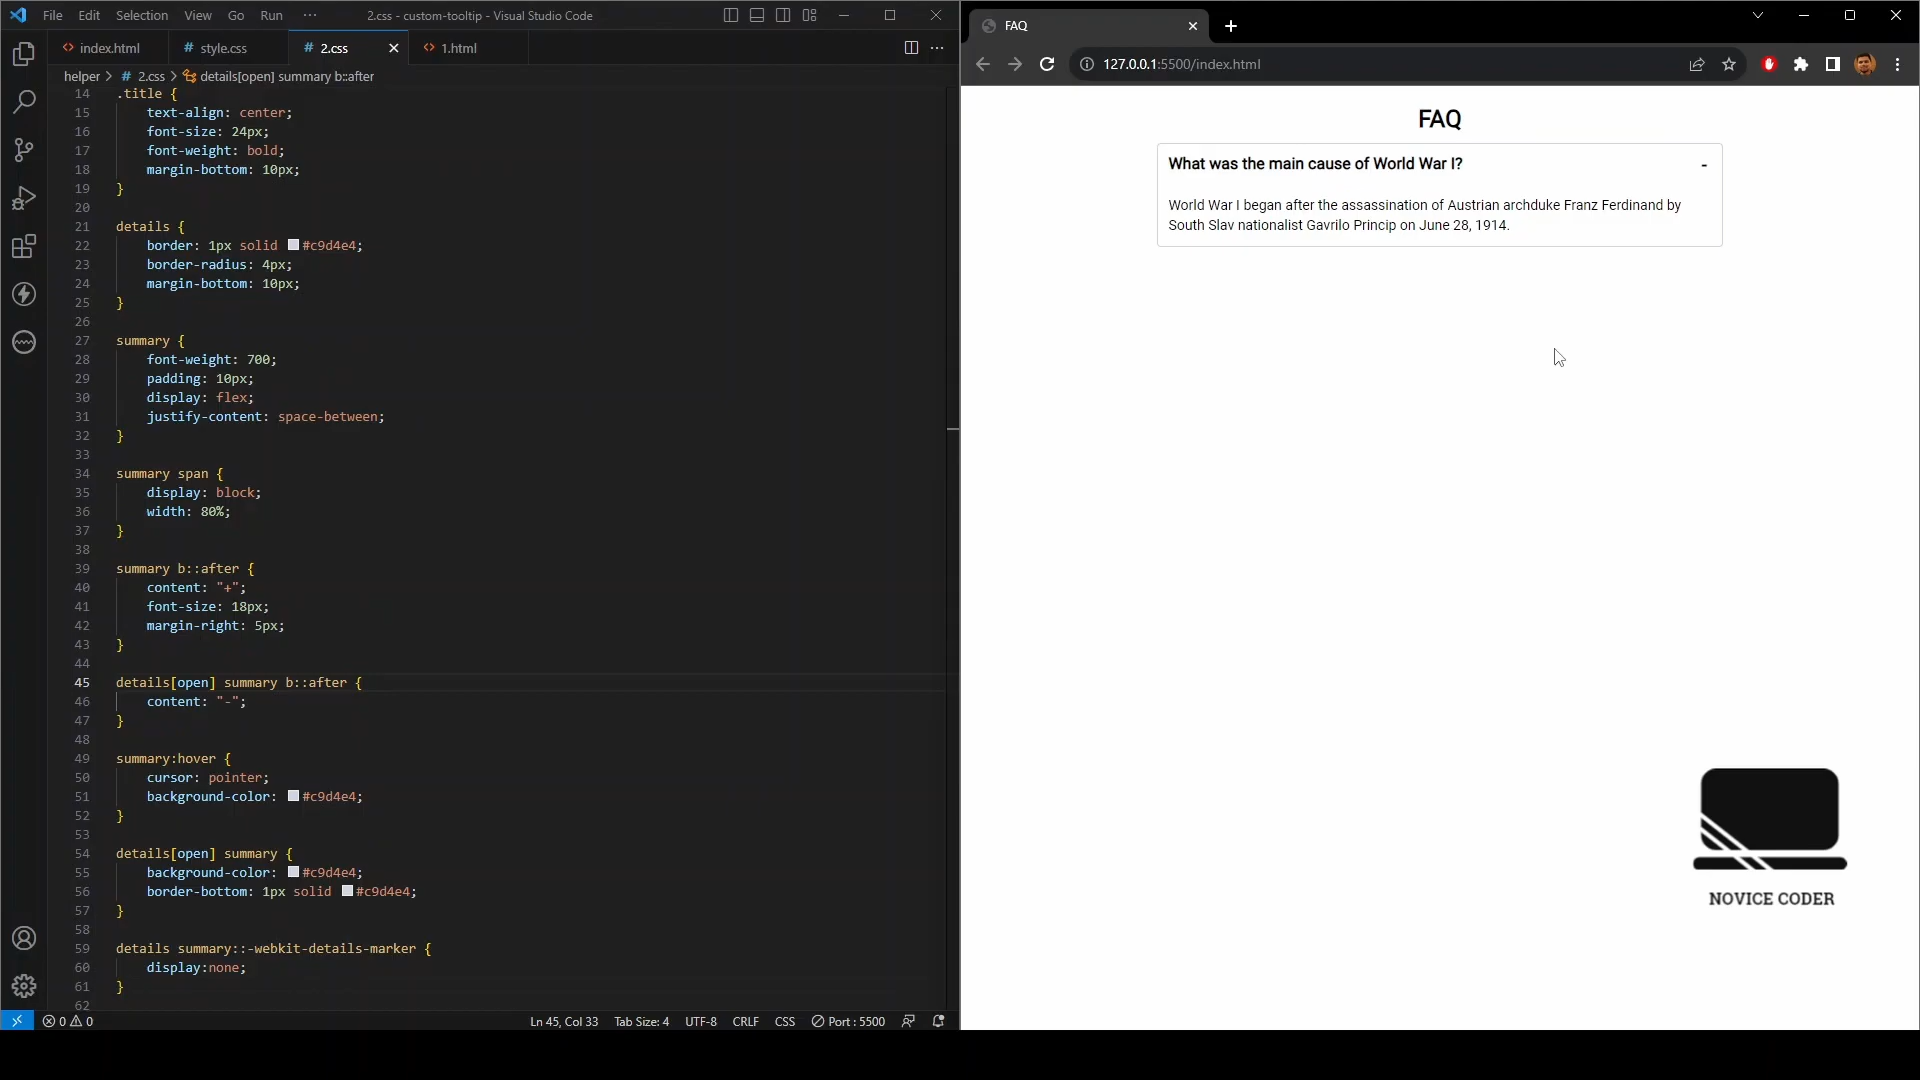 File Edit Selection View Go Run ··· 2.css - custom-tooltip - Visual Studio Code
index.html style.css 2.css 1.html
helper > 2.css > details[open] summary b::after
14 .title {
15 text-align: center;
16 font-size: 24px;
17 font-weight: bold;
18 margin-bottom: 10px;
19 }
20
21 details {
22 border: 1px solid #c9d4e4;
23 border-radius: 4px;
24 margin-bottom: 10px;
25 }
26
27 summary {
28 font-weight: 700;
29 padding: 10px;
30 display: flex;
31 justify-content: space-between;
32 }
33
34 summary span {
35 display: block;
36 width: 80%;
37 }
38
39 summary b::after {
40 content: "+";
41 font-size: 18px;
42 margin-right: 5px;
43 }
44
45 details[open] summary b::after {
46 content: "-";
47 }
48
49 summary:hover {
50 cursor: pointer;
51 background-color: #c9d4e4;
52 }
53
54 details[open] summary {
55 background-color: #c9d4e4;
56 border-bottom: 1px solid #c9d4e4;
57 }
58
59 details summary::-webkit-details-marker {
60 display:none;
61 }
62
0 0 Ln 45, Col 33 Tab Size: 4 UTF-8 CRLF CSS Port : 5500
FAQ
127.0.0.1:5500/index.html
FAQ
What was the main cause of World War I? -
World War I began after the assassination of Austrian archduke Franz Ferdinand by
South Slav nationalist Gavrilo Princip on June 28, 1914.
NOVICE CODER